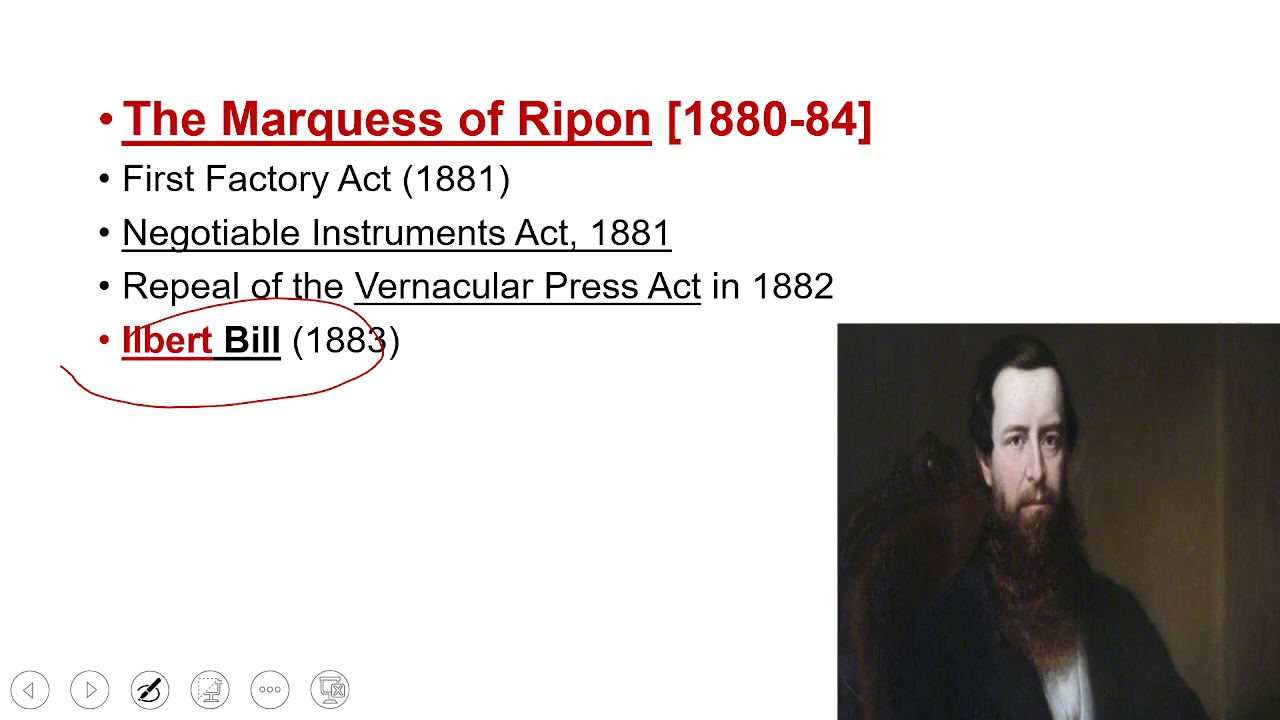 • The Marquess of Ripon [1880-84]
• First Factory Act (1881)
• Negotiable Instruments Act, 1881
• Repeal of the Vernacular Press Act in 1882
• Ilbert Bill (1883)